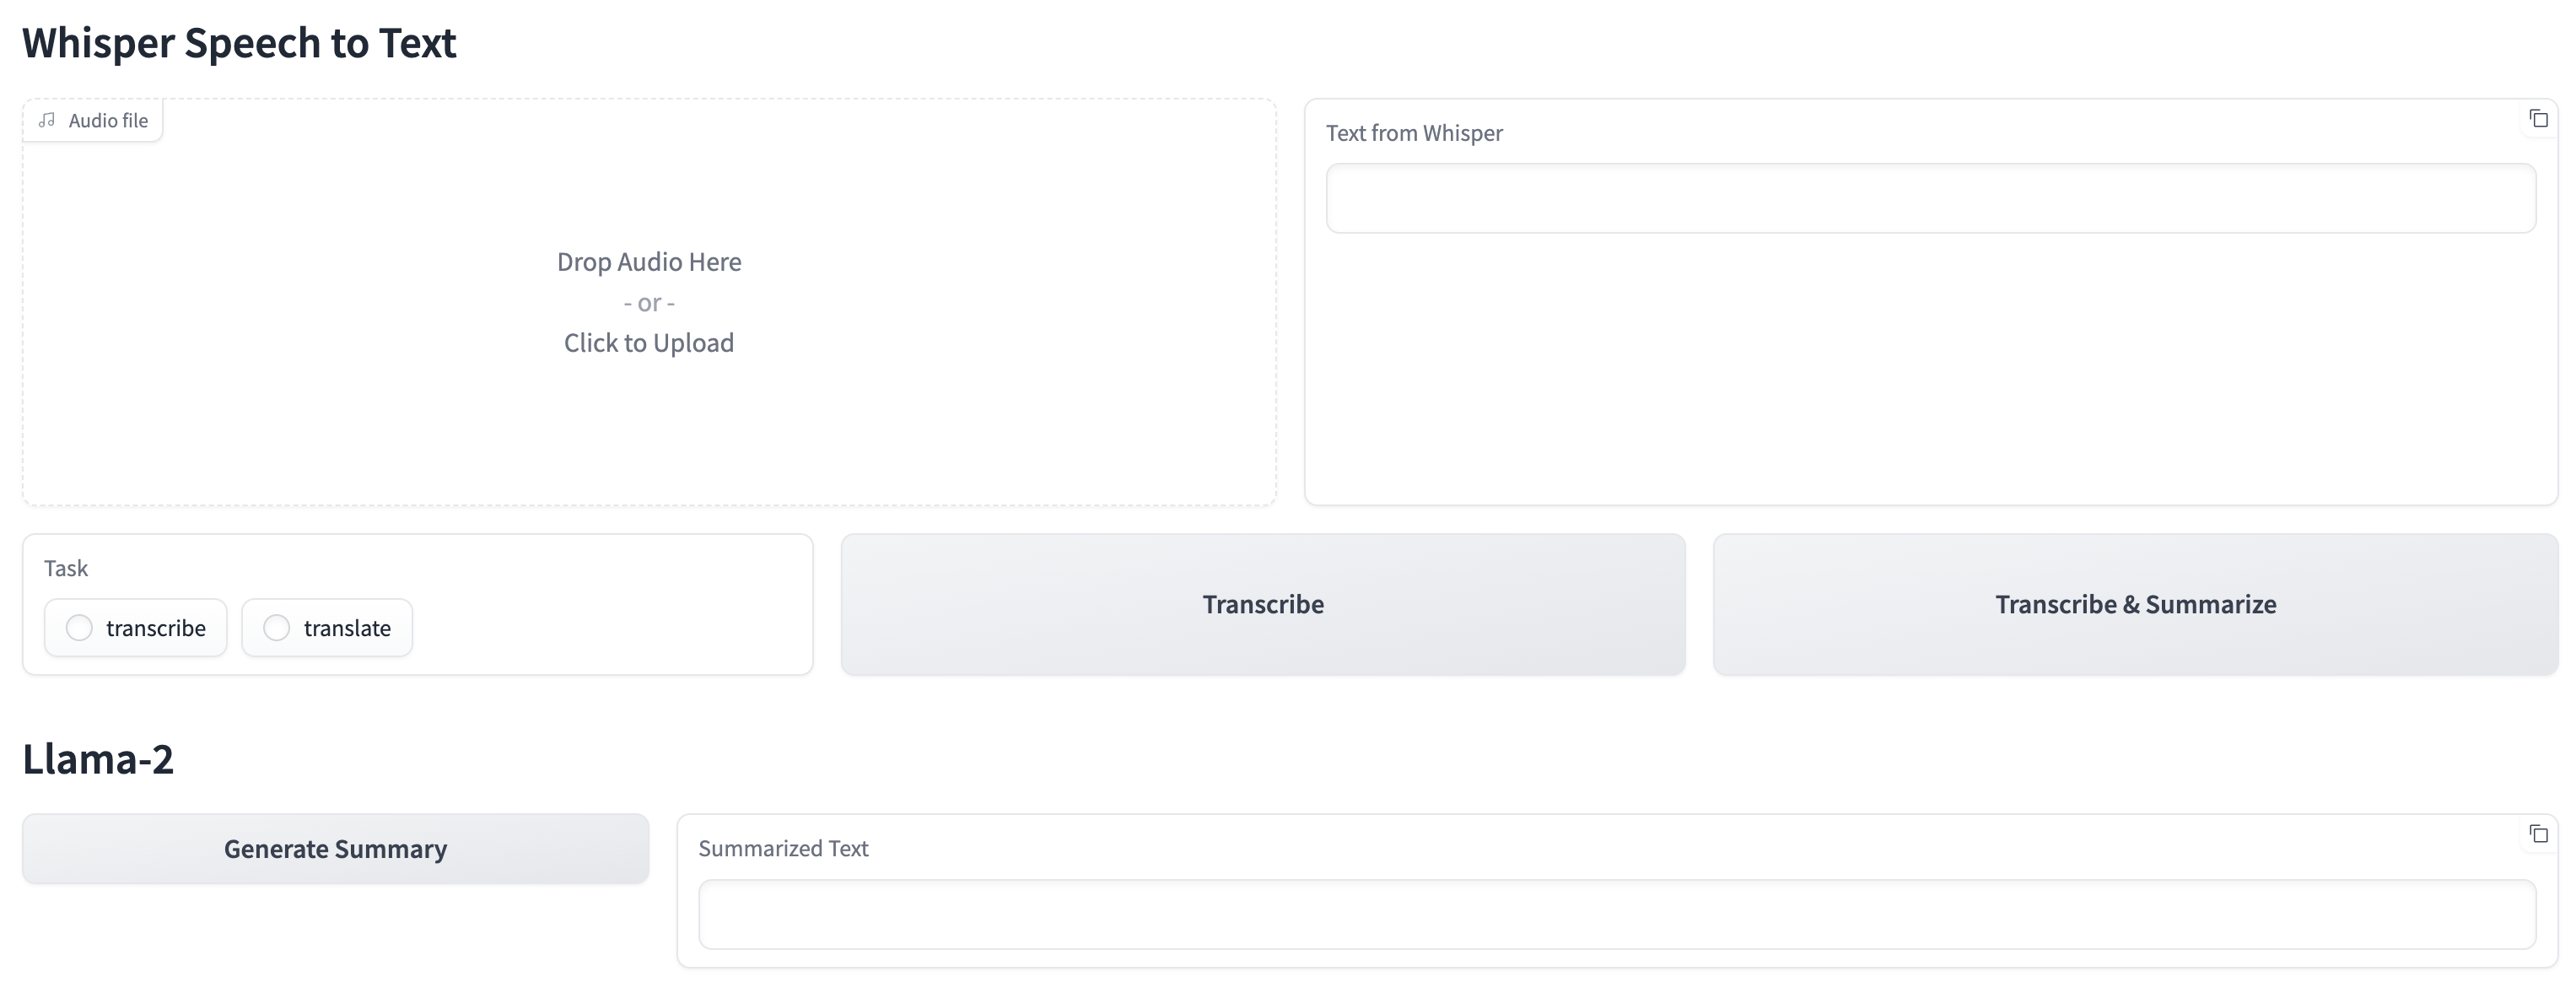 Whisper Speech to Text
Audio file
Drop Audio Here
- or -
Click to Upload
Text from Whisper
Task
transcribe
translate
Transcribe
Transcribe & Summarize
Llama-2
Generate Summary
Summarized Text